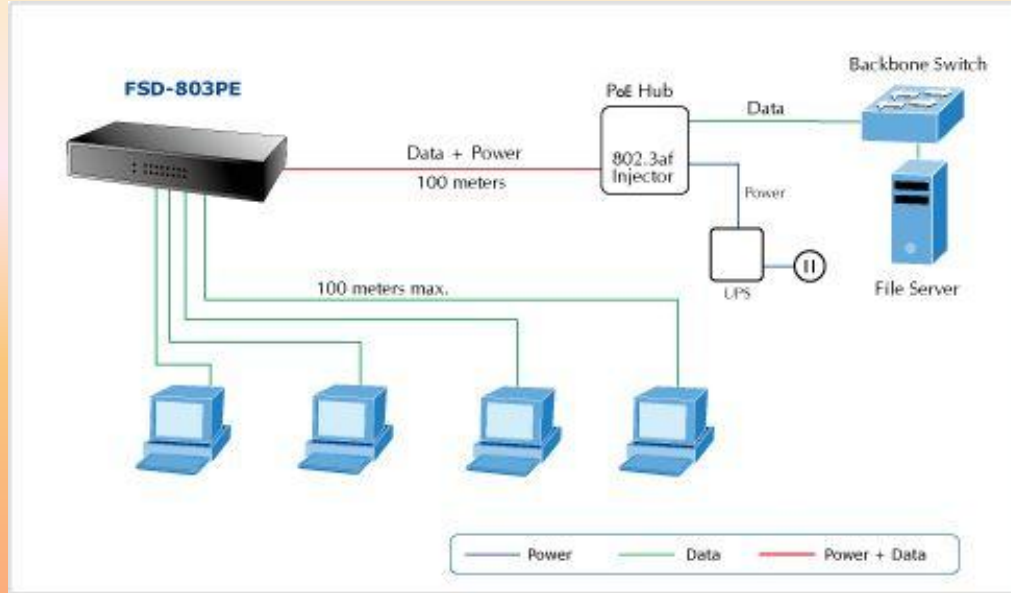 FSD-803PE
Backbone Switch
PoE Hub
Data
802.3af
Injector
Data + Power
100 meters
Power
UPS
File Server
100 meters max.
Power
Data
Power + Data